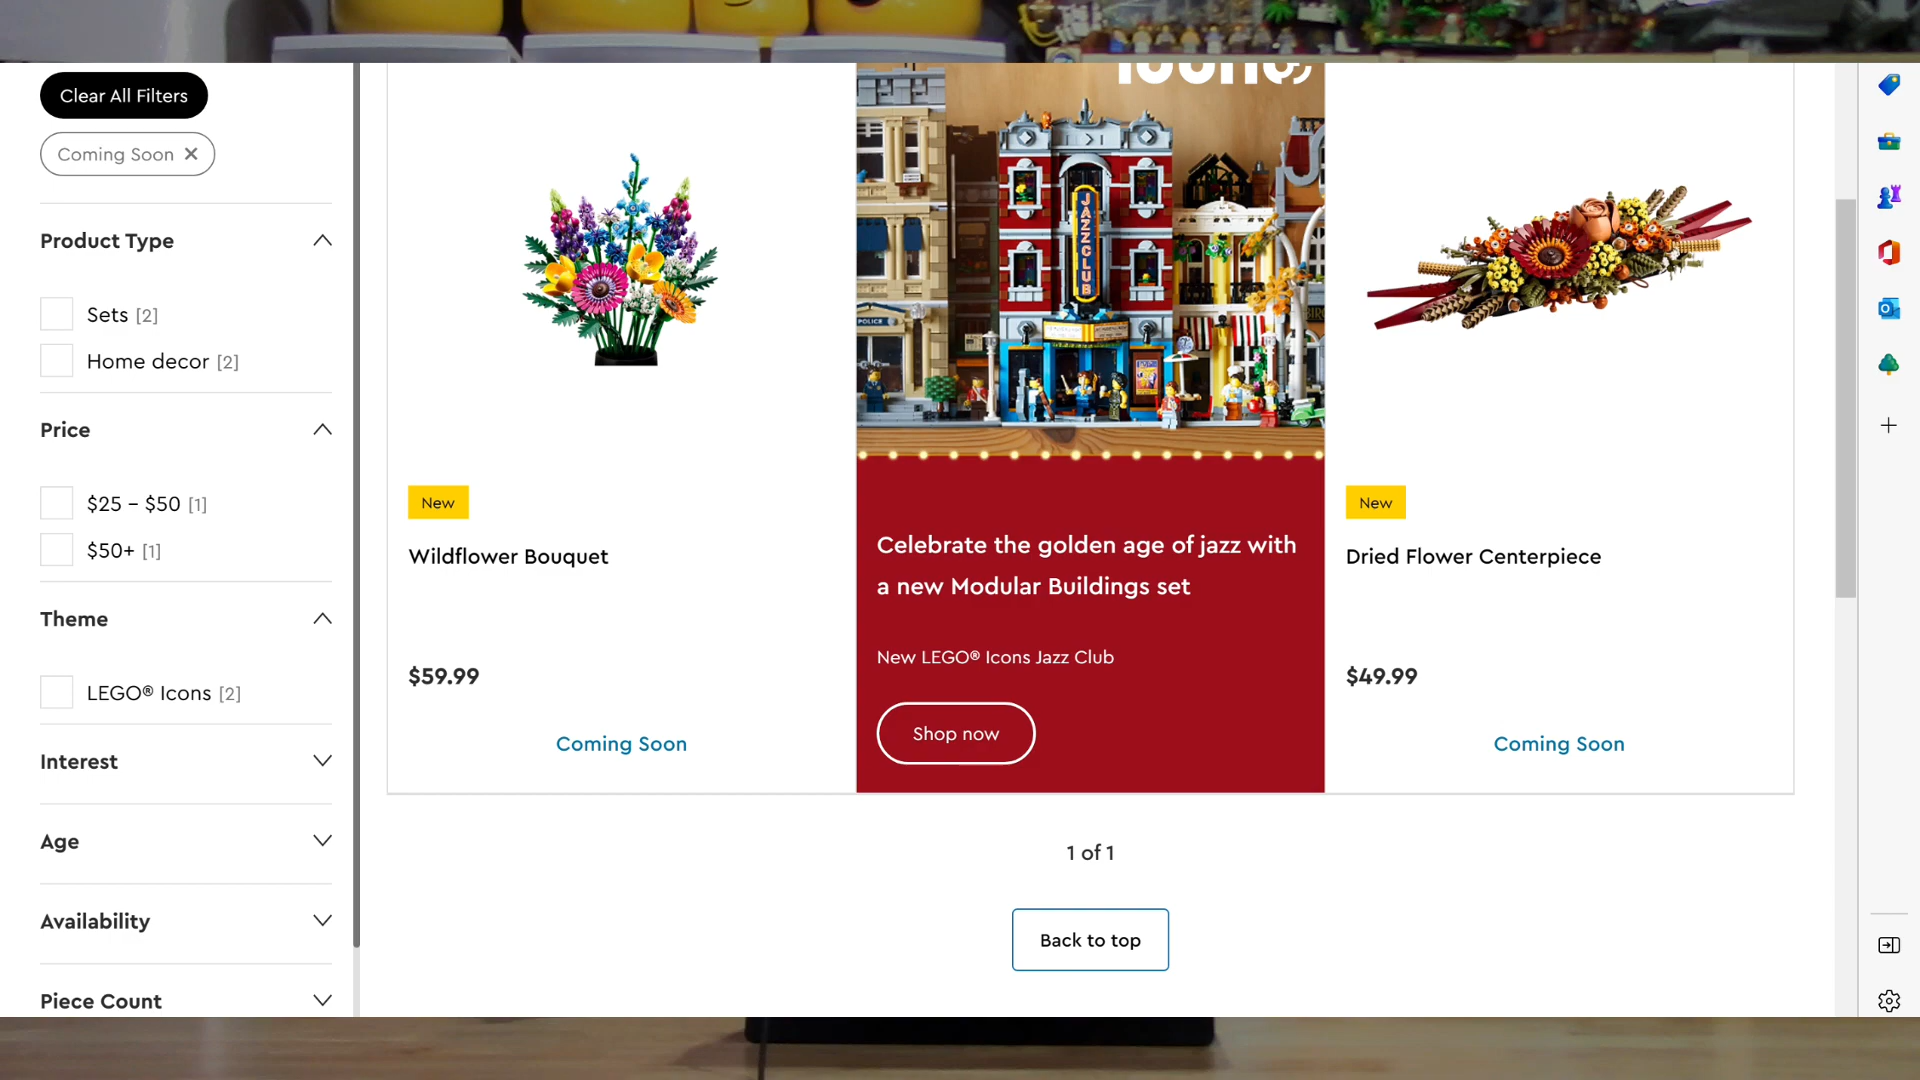 Clear All Filters
Coming Soon
Product Type
Sets [2]
Home decor [2]
Price
$25 – $50 [1]
$50+ [1]
Theme
LEGO® Icons [2]
Interest
Age
Availability
Piece Count
New
Wildflower Bouquet
$59.99
Coming Soon
JAZZ CLUB
POLICE
Celebrate the golden age of jazz with
a new Modular Buildings set
New LEGO® Icons Jazz Club
Shop now
New
Dried Flower Centerpiece
$49.99
Coming Soon
1 of 1
Back to top